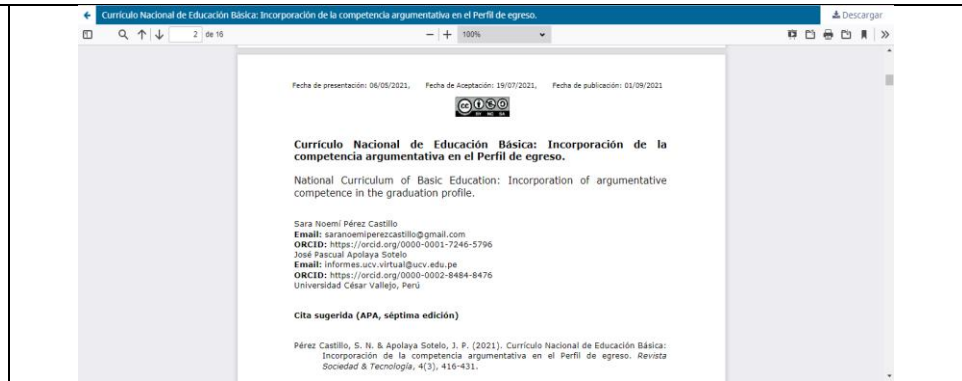 Currículo Nacional de Educación Básica: Incorporación de la competencia argumentativa en el Perfil de egreso.
Descargar
2 de 16
100%
Fecha de presentación: 06/05/2021, Fecha de Aceptación: 19/07/2021, Fecha de publicación: 01/09/2021
CC
BY NC SA
Currículo Nacional de Educación Básica: Incorporación de la
competencia argumentativa en el Perfil de egreso.
National Curriculum of Basic Education: Incorporation of argumentative
competence in the graduation profile.
Sara Noemí Pérez Castillo
Email: saranoemiperezcastillo@gmail.com
ORCID: https://orcid.org/0000-0001-7246-5796
José Pascual Apolaya Sotelo
Email: informes.ucv.virtual@ucv.edu.pe
ORCID: https://orcid.org/0000-0002-8484-8476
Universidad César Vallejo, Perú
Cita sugerida (APA, séptima edición)
Pérez Castillo, S. N. & Apolaya Sotelo, J. P. (2021). Currículo Nacional de Educación Básica:
Incorporación de la competencia argumentativa en el Perfil de egreso. Revista
Sociedad & Tecnología, 4(3), 416-431.